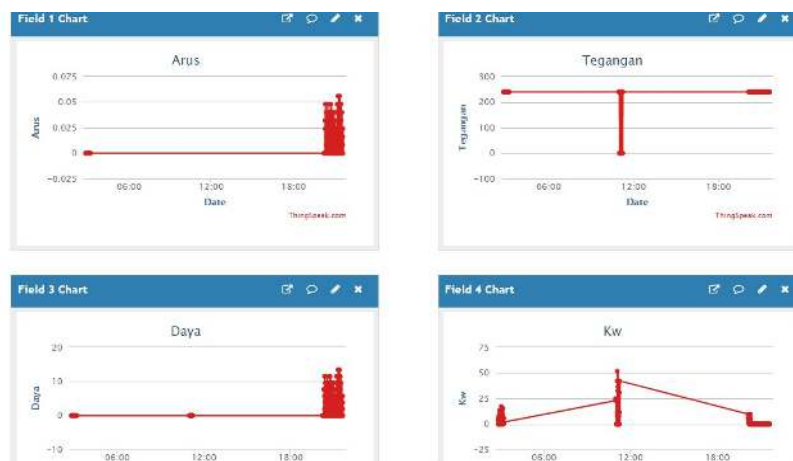 Field 1 Chart
Arus
0.075
0.05
0.025
0
-0.025
Arus
06:00 12:00 18:00
Date
ThingSpeak.com
Field 2 Chart
Tegangan
300
200
100
0
-100
Tegangan
06:00 12:00 18:00
Date
ThingSpeak.com
Field 3 Chart
Daya
20
10
0
-10
Daya
06:00 12:00 18:00
Field 4 Chart
Kw
75
50
25
0
-25
Kw
06:00 12:00 18:00